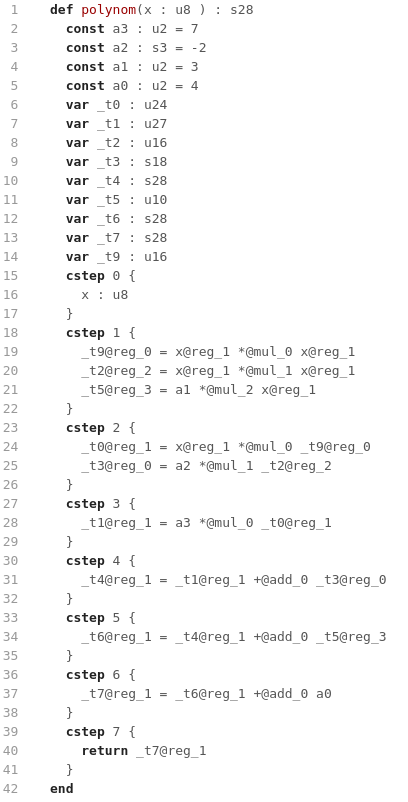 1 def polynom(x : u8 ) : s28
2 const a3 : u2 = 7
3 const a2 : s3 = -2
4 const a1 : u2 = 3
5 const a0 : u2 = 4
6 var _t0 : u24
7 var _t1 : u27
8 var _t2 : u16
9 var _t3 : s18
10 var _t4 : s28
11 var _t5 : u10
12 var _t6 : s28
13 var _t7 : s28
14 var _t9 : u16
15 cstep 0 {
16 x : u8
17 }
18 cstep 1 {
19 _t9@reg_0 = x@reg_1 *@mul_0 x@reg_1
20 _t2@reg_2 = x@reg_1 *@mul_1 x@reg_1
21 _t5@reg_3 = a1 *@mul_2 x@reg_1
22 }
23 cstep 2 {
24 _t0@reg_1 = x@reg_1 *@mul_0 _t9@reg_0
25 _t3@reg_0 = a2 *@mul_1 _t2@reg_2
26 }
27 cstep 3 {
28 _t1@reg_1 = a3 *@mul_0 _t0@reg_1
29 }
30 cstep 4 {
31 _t4@reg_1 = _t1@reg_1 +@add_0 _t3@reg_0
32 }
33 cstep 5 {
34 _t6@reg_1 = _t4@reg_1 +@add_0 _t5@reg_3
35 }
36 cstep 6 {
37 _t7@reg_1 = _t6@reg_1 +@add_0 a0
38 }
39 cstep 7 {
40 return _t7@reg_1
41 }
42 end